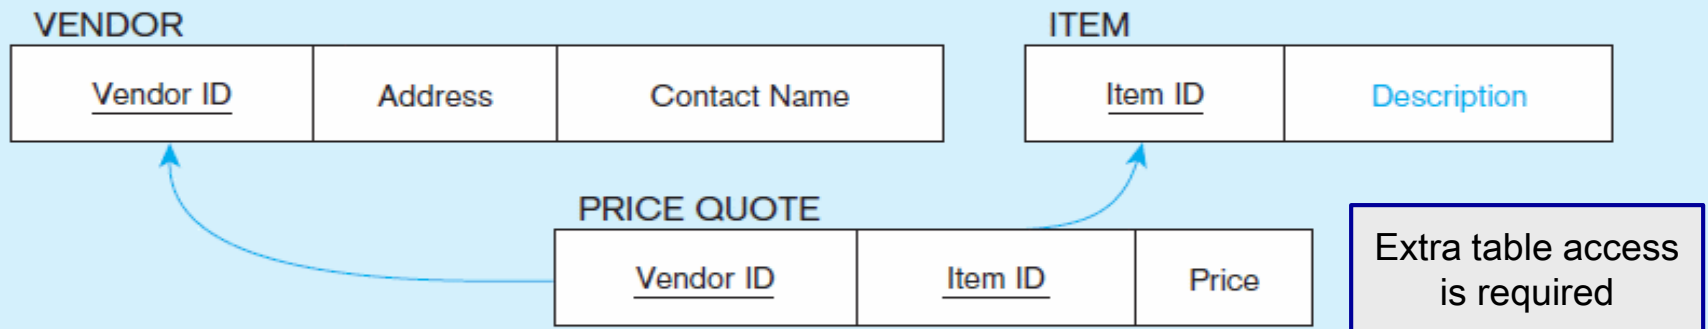 VENDOR
Vendor ID Address Contact Name
ITEM
Item ID Description
PRICE QUOTE
Vendor ID Item ID Price
Extra table access
is required